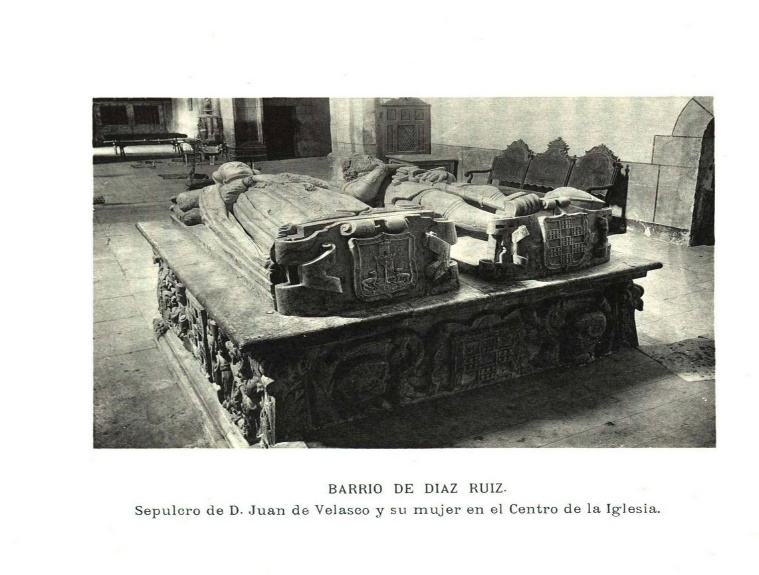 BARRIO DE DIAZ RUIZ.
Sepulcro de D. Juan de Velasco y su mujer en el Centro de la Iglesia.